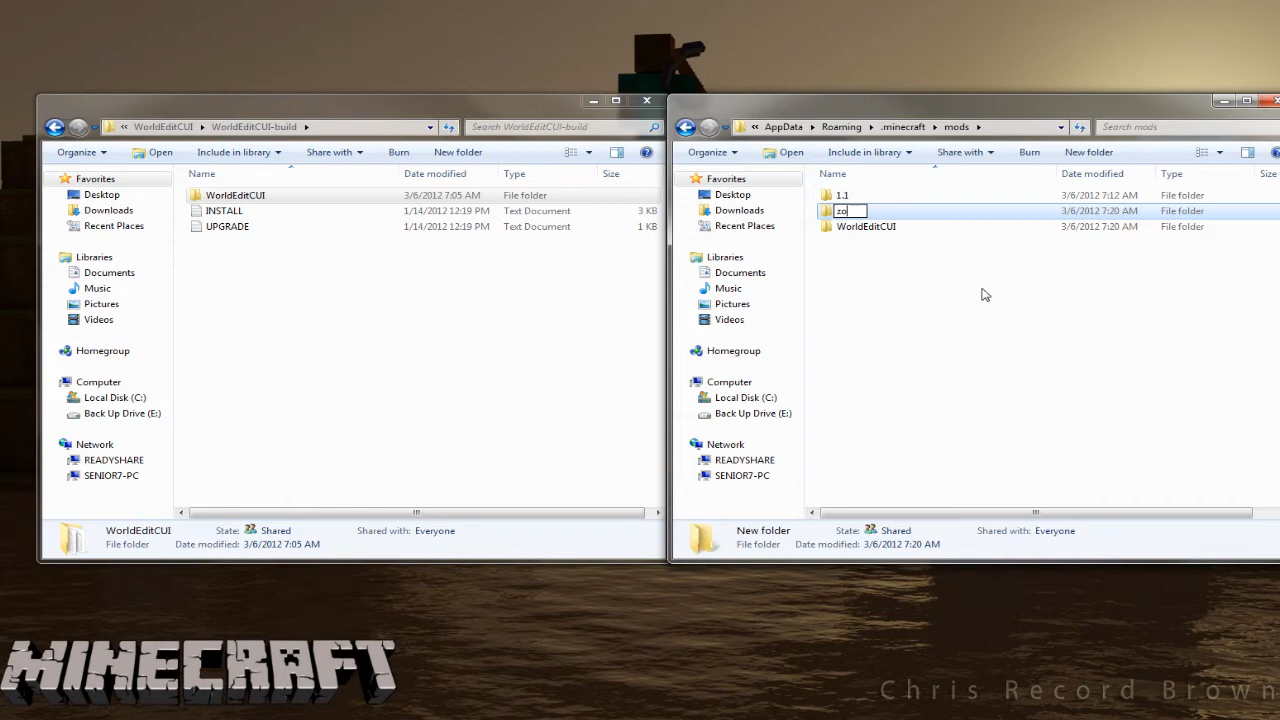 WorldEditCUI WorldEditCUI-build
Search WorldEditCUI-build
Organize Open Include in library Share with Burn New folder
Name Date modified Type Size
Favorites
Desktop
Downloads
Recent Places
Libraries
Documents
Music
Pictures
Videos
Homegroup
Computer
Local Disk (C:)
Back Up Drive (E:)
Network
READYSHARE
SENIOR7-PC
WorldEditCUI 3/6/2012 7:05 AM File folder
INSTALL 1/14/2012 12:19 PM Text Document 3 KB
UPGRADE 1/14/2012 12:19 PM Text Document 1 KB
WorldEditCUI State: Shared Shared with: Everyone
File folder Date modified: 3/6/2012 7:05 AM
AppData Roaming .minecraft mods
Search mods
Organize Open Include in library Share with Burn New folder
Name Date modified Type Size
Favorites
Desktop
Downloads
Recent Places
Libraries
Documents
Music
Pictures
Videos
Homegroup
Computer
Local Disk (C:)
Back Up Drive (E:)
Network
READYSHARE
SENIOR7-PC
1.1 3/6/2012 7:12 AM File folder
zo 3/6/2012 7:20 AM File folder
WorldEditCUI 3/6/2012 7:20 AM File folder
New folder State: Shared Shared with: Everyone
File folder Date modified: 3/6/2012 7:20 AM
MINECRAFT
Chris Record Brown